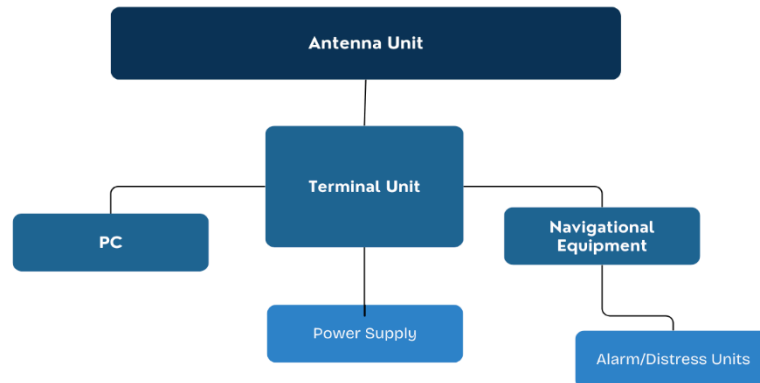 Antenna Unit
Terminal Unit
PC
Navigational
Equipment
Power Supply
Alarm/Distress Units